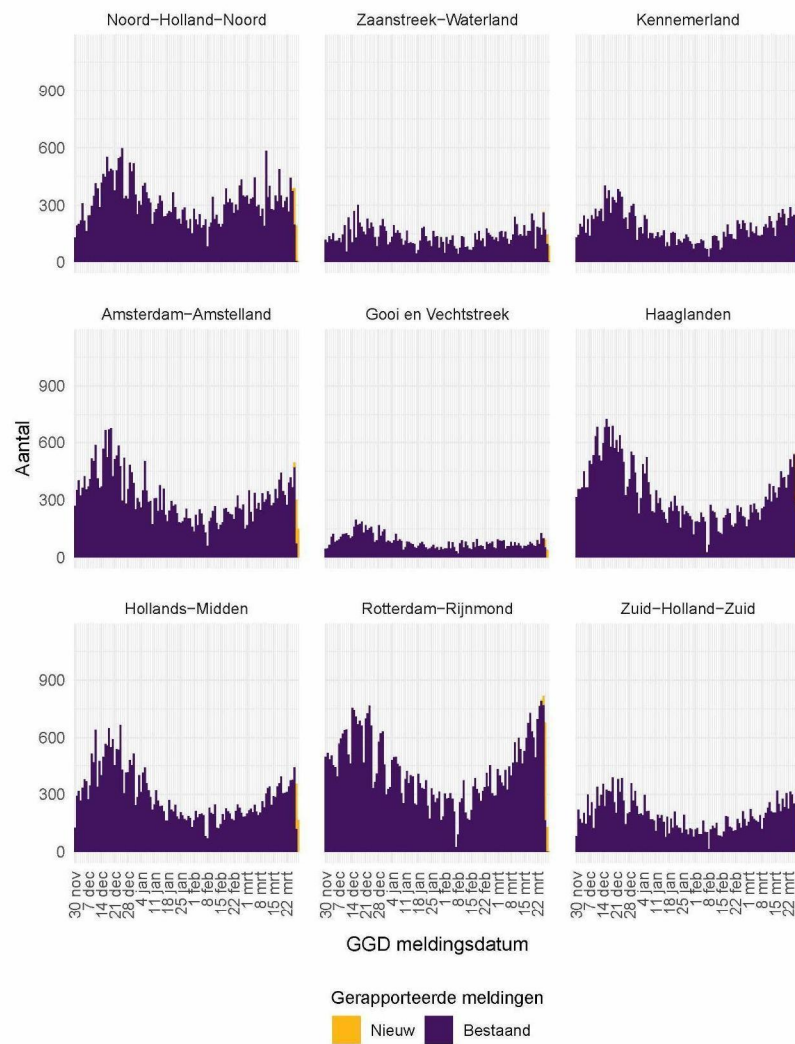 Noord-Holland-Noord Zaanstreek-Waterland Kennemerland
900
600
300
0
Amsterdam-Amstelland Gooi en Vechtstreek Haaglanden
900
600
300
0
Aantal
Hollands-Midden Rotterdam-Rijnmond Zuid-Holland-Zuid
900
600
300
0
30 nov 7 dec 14 dec 21 dec 28 dec 4 jan 11 jan 18 jan 25 jan 1 feb 8 feb 15 feb 22 feb 1 mrt 8 mrt 15 mrt 22 mrt
30 nov 7 dec 14 dec 21 dec 28 dec 4 jan 11 jan 18 jan 25 jan 1 feb 8 feb 15 feb 22 feb 1 mrt 8 mrt 15 mrt 22 mrt
30 nov 7 dec 14 dec 21 dec 28 dec 4 jan 11 jan 18 jan 25 jan 1 feb 8 feb 15 feb 22 feb 1 mrt 8 mrt 15 mrt 22 mrt
GGD meldingsdatum
Gerapporteerde meldingen
Nieuw Bestaand